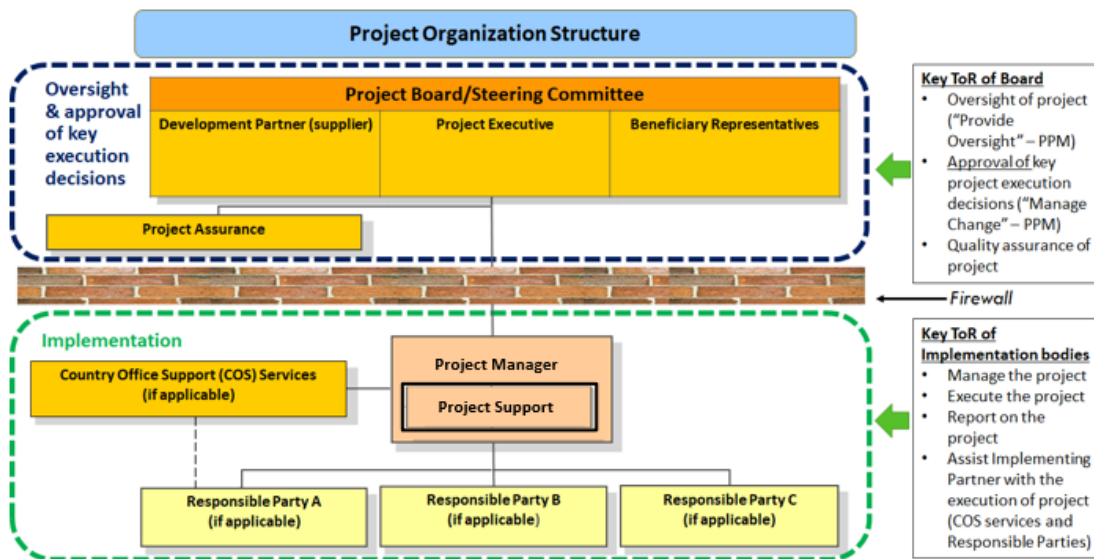 Project Organization Structure
Oversight
& approval
of key
execution
decisions
Project Board/Steering Committee
Development Partner (supplier)
Project Executive
Beneficiary Representatives
Project Assurance
Key ToR of Board
• Oversight of project
("Provide
Oversight" – PPM)
• Approval of key
project execution
decisions ("Manage
Change" – PPM)
• Quality assurance of
project
Firewall
Implementation
Country Office Support (COS) Services
(if applicable)
Project Manager
Project Support
Responsible Party A
(if applicable)
Responsible Party B
(if applicable)
Responsible Party C
(if applicable)
Key ToR of
Implementation bodies
• Manage the project
• Execute the project
• Report on the
project
• Assist Implementing
Partner with the
execution of project
(COS services and
Responsible Parties)